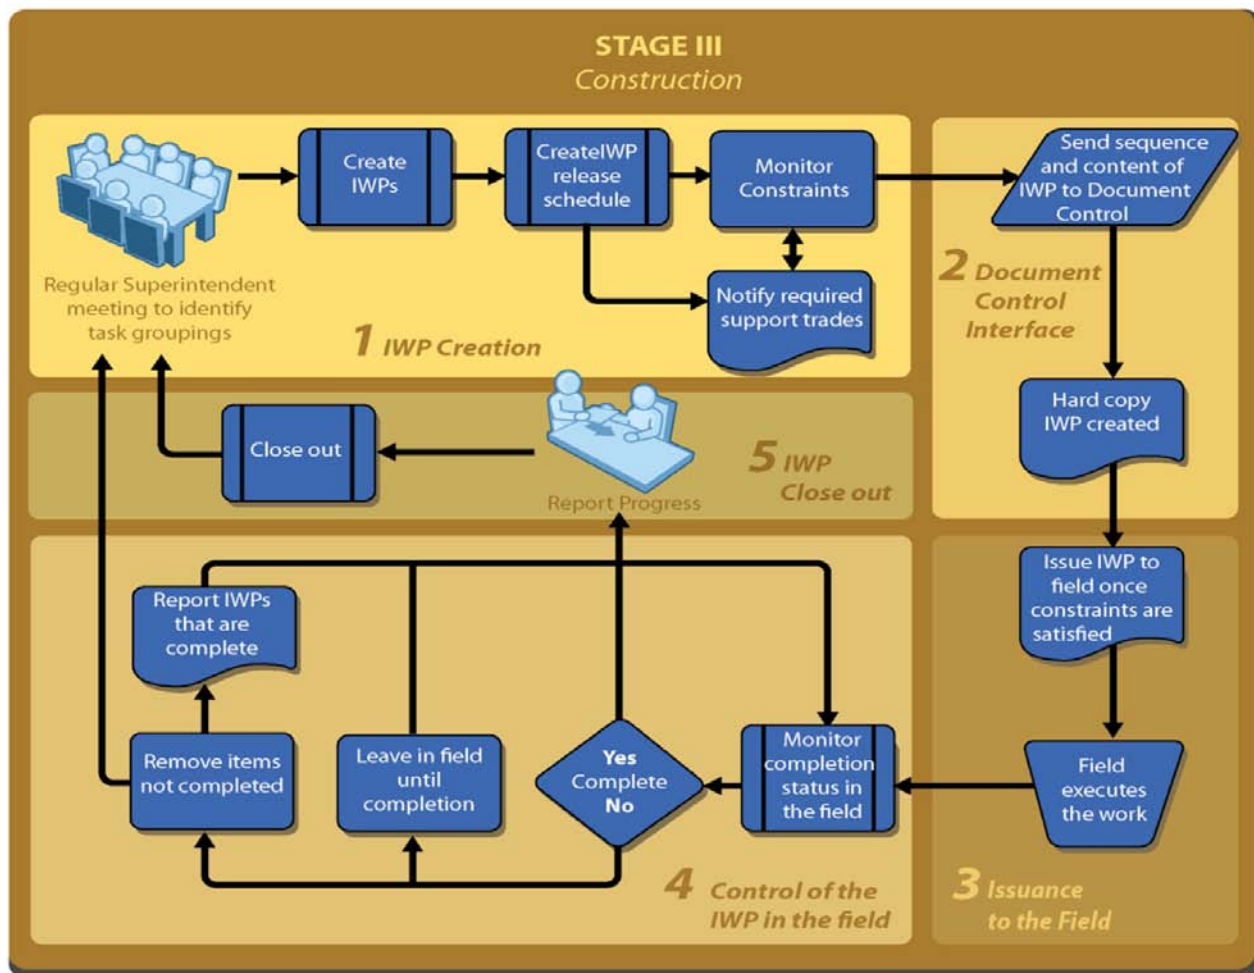 STAGE III
Construction
Create
IWPs
CreateIWP
release
schedule
Monitor
Constraints
Send sequence
and content of
IWP to Document
Control
Regular Superintendent
meeting to identify
task groupings
Notify required
support trades
1 IWP Creation
2 Document
Control
Interface
Hard copy
IWP created
Close out
Report Progress
5 IWP
Close out
Issue IWP to
field once
constraints are
satisfied
Report IWPs
that are
complete
Remove items
not completed
Leave in field
until
completion
Yes
Complete
No
Monitor
completion
status in
the field
Field
executes
the work
4 Control of the
IWP in the field
3 Issuance
to the Field